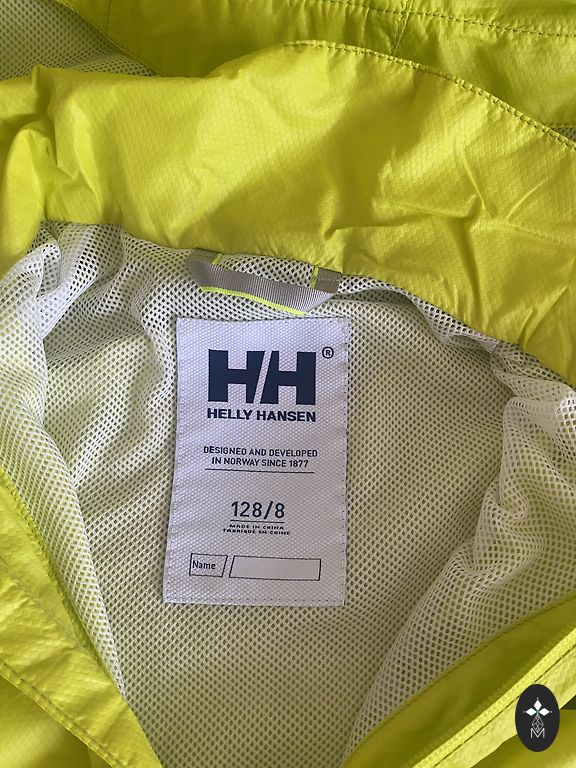 HH®
HELLY HANSEN
DESIGNED AND DEVELOPED
IN NORWAY SINCE 1877
128/8
MADE IN CHINA
FABRIQUÉ EN CHINE
Name
M